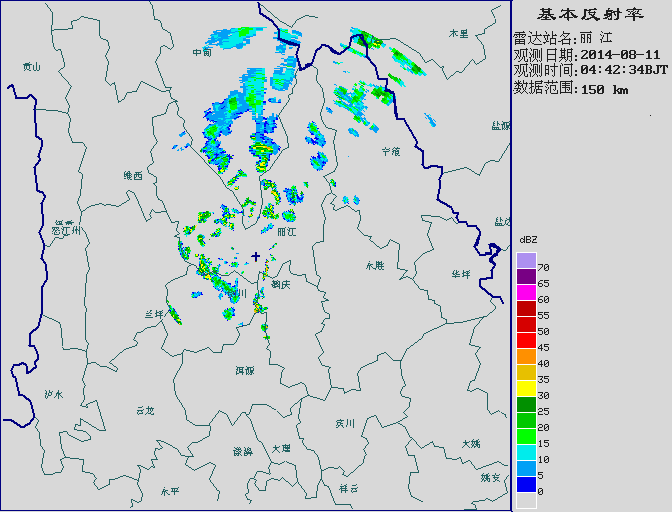 基本反射率
雷达站名:丽 江
观测日期:2014-08-11
观测时间:04:42:34BJT
数据范围:150 km
dBZ
70
65
60
55
50
45
40
35
30
25
20
15
10
5
0
木里
中甸
贡山
盐源
宁蒗
维西
盐边
怒江州
丽江
永胜
华坪
鹤庆
川
兰坪
洱源
泸水
云龙
宾川
大姚
漾濞
大理
姚安
永平
祥云